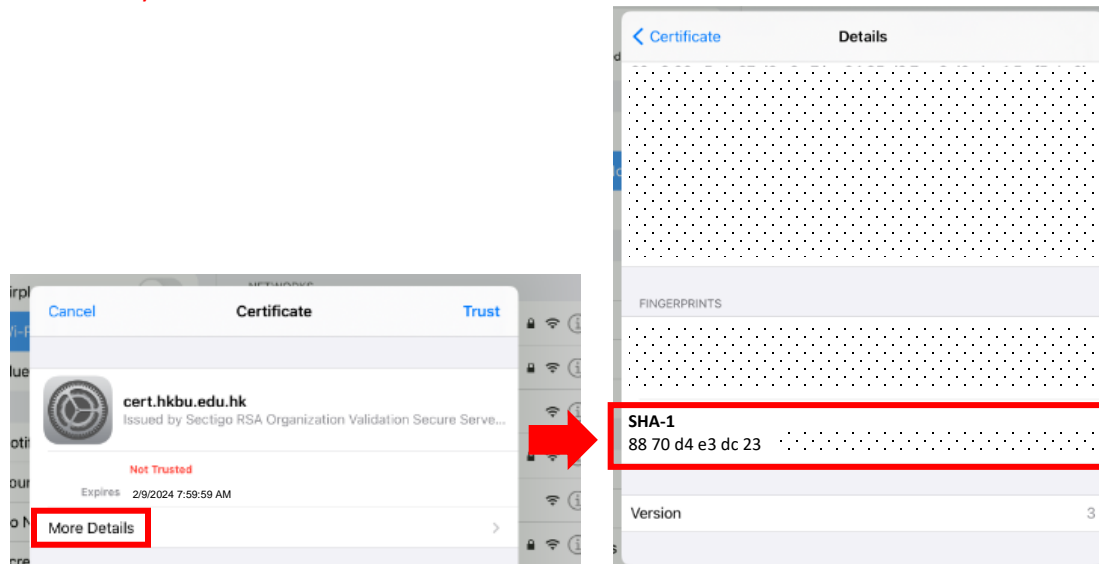 NETWORKS
Cancel
Certificate
Trust
cert.hkbu.edu.hk
Issued by Sectigo RSA Organization Validation Secure Serve...
Not Trusted
Expires 2/9/2024 7:59:59 AM
More Details
Certificate
Details
FINGERPRINTS
SHA-1
88 70 d4 e3 dc 23
Version 3